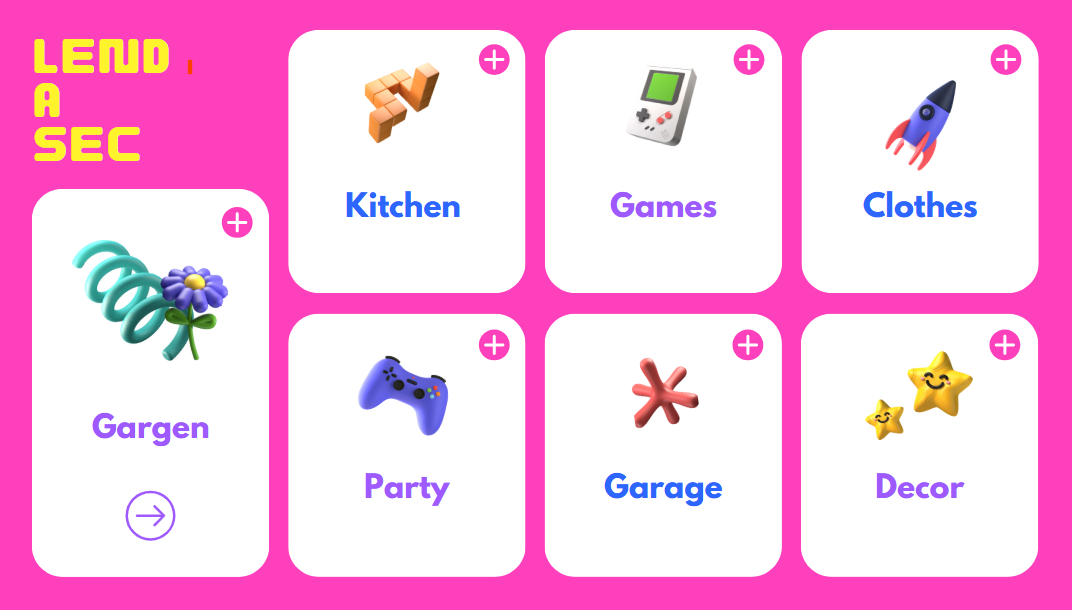 LEND
A
SEC
Kitchen
Games
Clothes
Gargen
Party
Garage
Decor